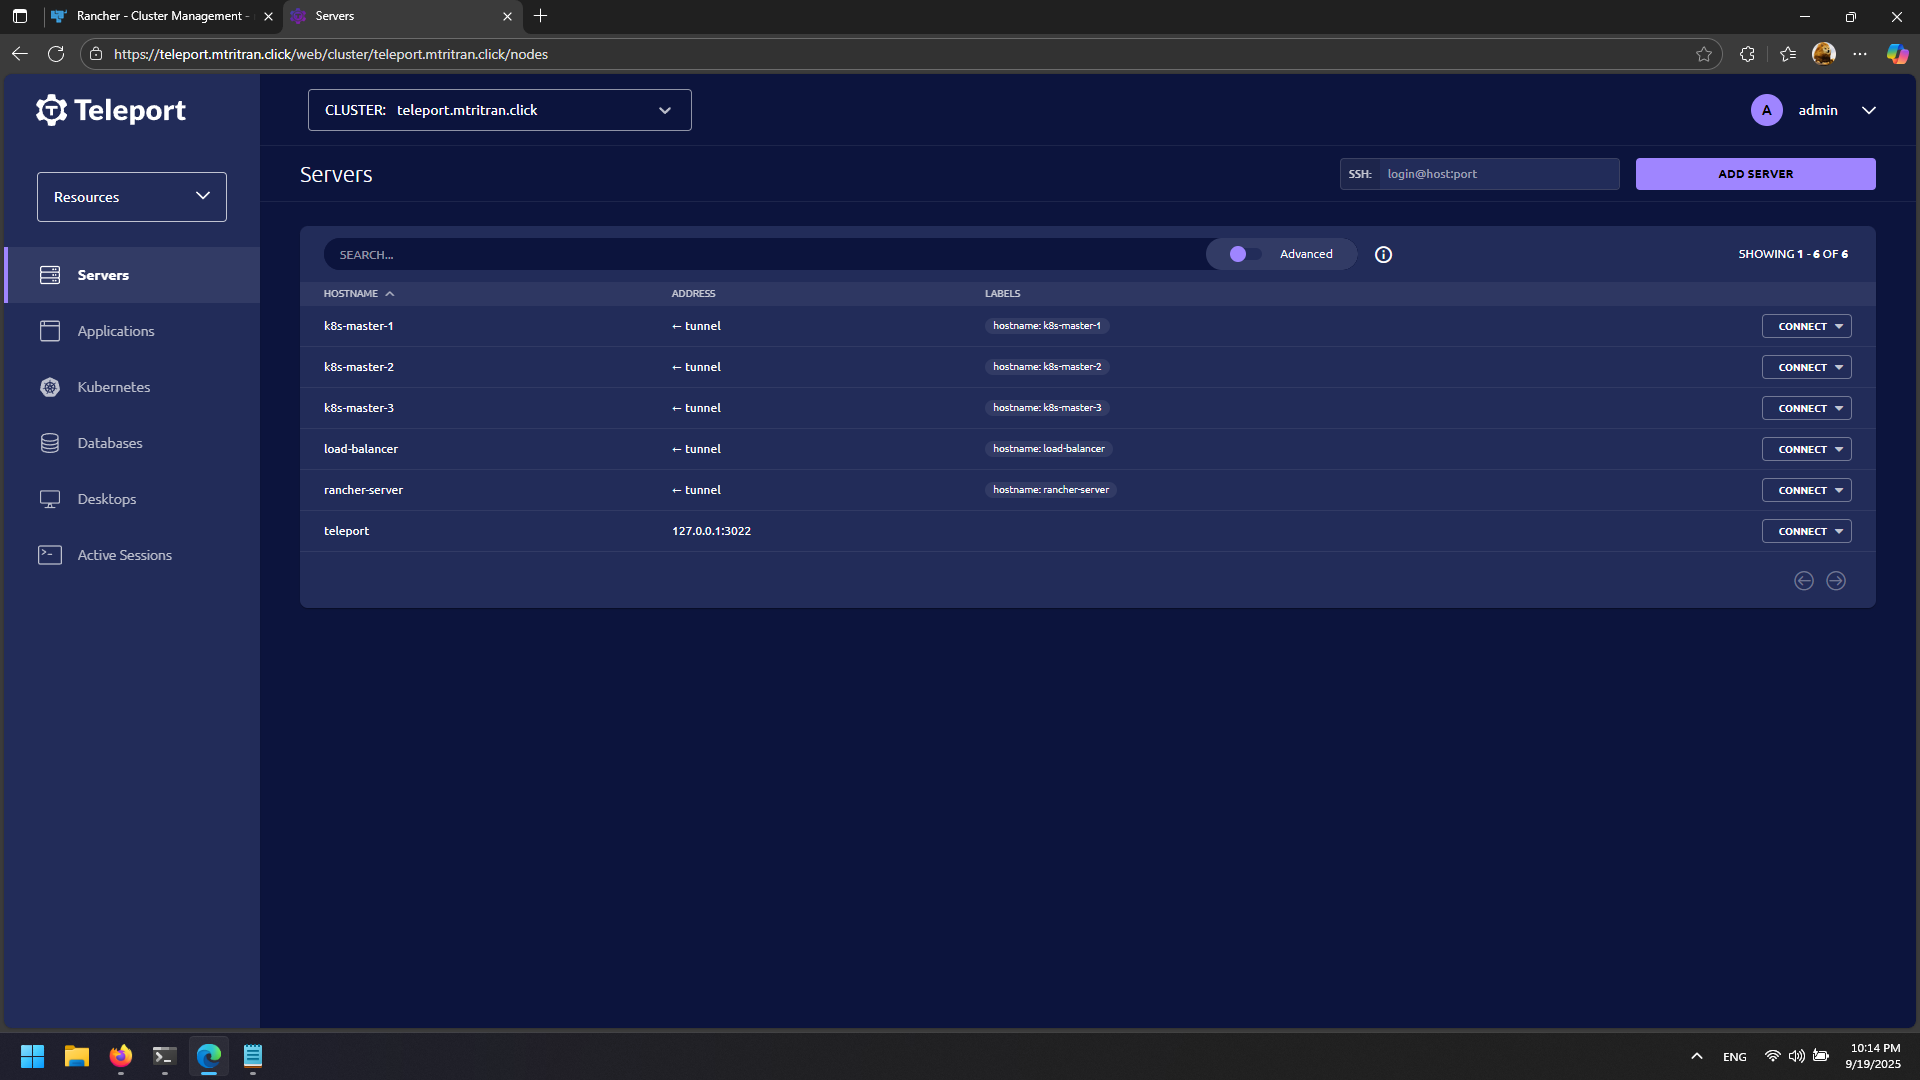 Rancher - Cluster Management -
Servers
https://teleport.mtritran.click/web/cluster/teleport.mtritran.click/nodes
Teleport
CLUSTER: teleport.mtritran.click
A
admin
Resources
Servers
SSH: login@host:port
ADD SERVER
SEARCH...
Advanced
SHOWING 1 - 6 OF 6
Servers
Applications
Kubernetes
Databases
Desktops
Active Sessions
HOSTNAME ADDRESS LABELS
k8s-master-1 ← tunnel hostname: k8s-master-1 CONNECT
k8s-master-2 ← tunnel hostname: k8s-master-2 CONNECT
k8s-master-3 ← tunnel hostname: k8s-master-3 CONNECT
load-balancer ← tunnel hostname: load-balancer CONNECT
rancher-server ← tunnel hostname: rancher-server CONNECT
teleport 127.0.0.1:3022 CONNECT
ENG
10:14 PM
9/19/2025